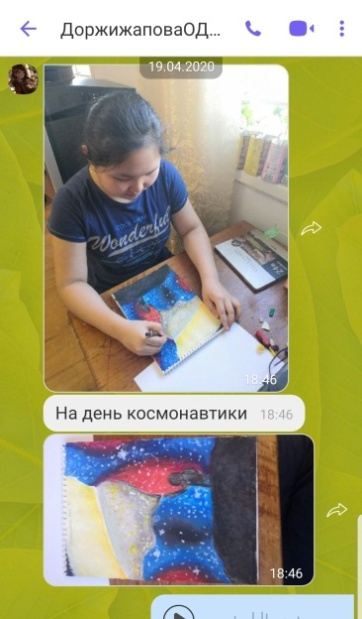 ДоржижаповаОД...
19.04.2020
Wonderful
18:46
На день космонавтики 18:46
18:46